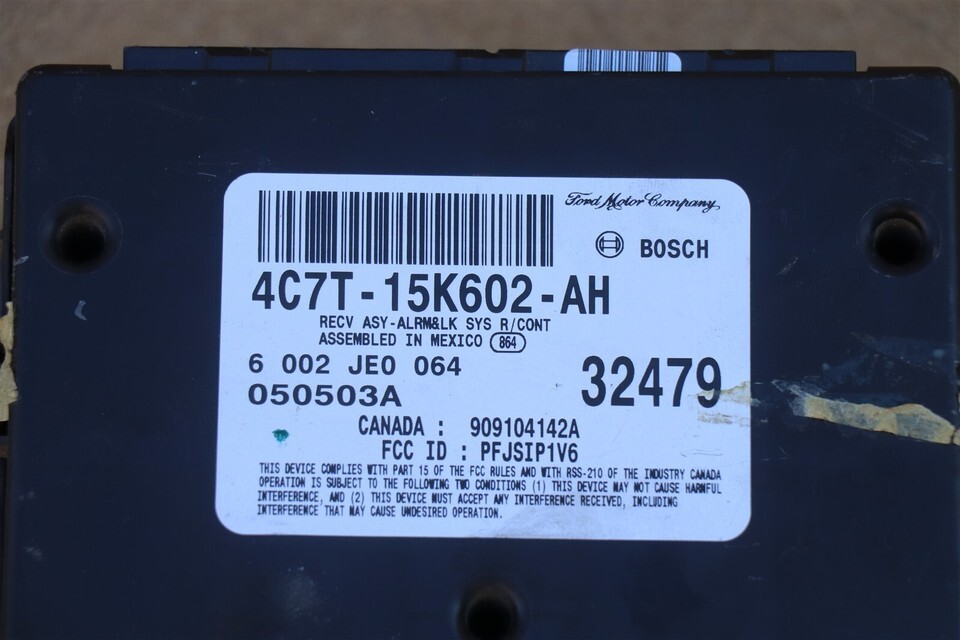 Ford Motor Company
BOSCH
4C7T-15K602-AH
RECV ASY-ALRM&LK SYS R/CONT
ASSEMBLED IN MEXICO 864
6 002 JE0 064
32479
050503A
CANADA : 909104142A
FCC ID : PFJSIP1V6
THIS DEVICE COMPLIES WITH PART 15 OF THE FCC RULES AND WITH RSS-210 OF THE INDUSTRY CANADA
OPERATION IS SUBJECT TO THE FOLLOWING TWO CONDITIONS (1) THIS DEVICE MAY NOT CAUSE HARMFUL
INTERFERENCE, AND (2) THIS DEVICE MUST ACCEPT ANY INTERFERENCE RECEIVED, INCLUDING
INTERFERENCE THAT MAY CAUSE UNDESIRED OPERATION.